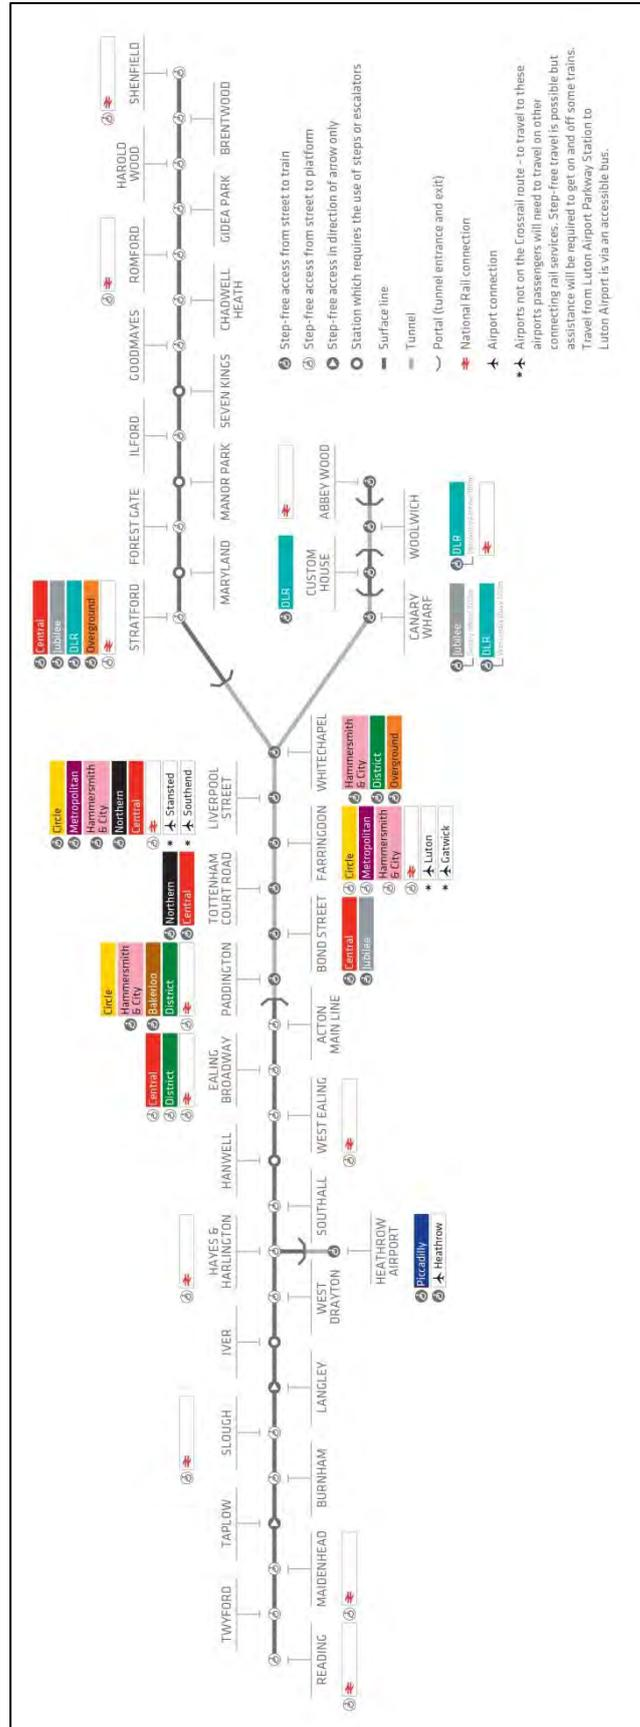 READING
TWYFORD
MAIDENHEAD
TAPLOW
BURNHAM
SLOUGH
LANGLEY
IVER
WEST
DRAYTON
HAYES &
HARLINGTON
HEATHROW
AIRPORT
Piccadilly
Heathrow
SOUTHALL
HANWELL
WEST EALING
Central
District
EALING
BROADWAY
ACTON
MAIN LINE
Circle
Hammersmith
& City
Bakerloo
District
PADDINGTON
BOND STREET
Central
Jubilee
Northern
Central
TOTTENHAM
COURT ROAD
FARRINGDON
Circle
Metropolitan
Hammersmith
& City
* Luton
* Gatwick
Circle
Metropolitan
Hammersmith
& City
Northern
Central
* Stansted
* Southend
LIVERPOOL
STREET
WHITECHAPEL
Hammersmith
& City
District
Overground
Central
Jubilee
DLR
Overground
STRATFORD
MARYLAND
FOREST GATE
MANOR PARK
ILFORD
SEVEN KINGS
GOODMAYES
CHADWELL
HEATH
ROMFORD
GIDEA PARK
HAROLD
WOOD
BRENTWOOD
SHENFIELD
CANARY
WHARF
Jubilee
DLR
DLR
CUSTOM
HOUSE
WOOLWICH
DLR
ABBEY WOOD
Step-free access from street to train
Step-free access from street to platform
Step-free access in direction of arrow only
Station which requires the use of steps or escalators
Surface line
Tunnel
Portal (tunnel entrance and exit)
National Rail connection
Airport connection
* Airports not on the Crossrail route - to travel to these
airports passengers will need to travel on other
connecting rail services. Step-free travel is possible but
assistance will be required to get on and off some trains.
Travel from Luton Airport Parkway Station to
Luton Airport is via an accessible bus.